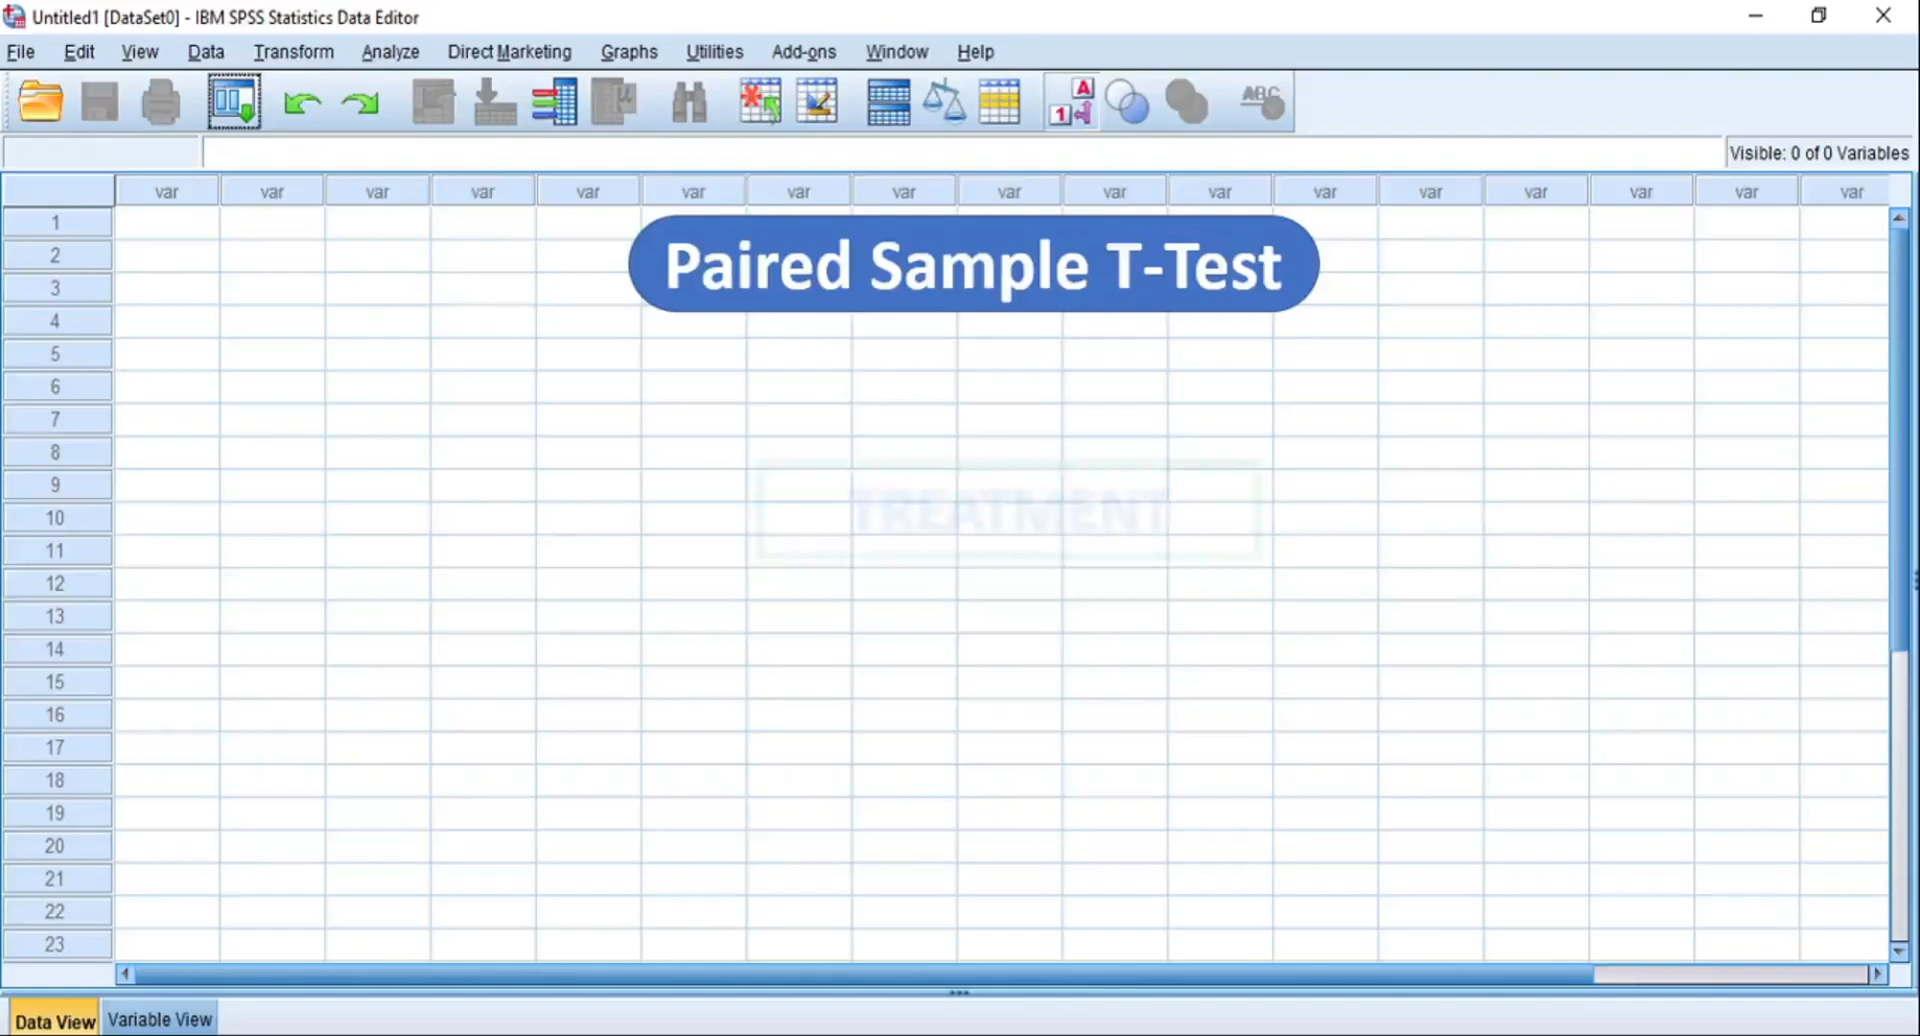 Untitled1 [DataSet0] - IBM SPSS Statistics Data Editor
File Edit View Data Transform Analyze Direct Marketing Graphs Utilities Add-ons Window Help
A
1
ABC
Visible: 0 of 0 Variables
var var var var var var var var var var var var var var var var var
1
2
Paired Sample T-Test
3
4
5
6
7
8
9
10
TREATMENT
11
12
13
14
15
16
17
18
19
20
21
22
23
Data View Variable View